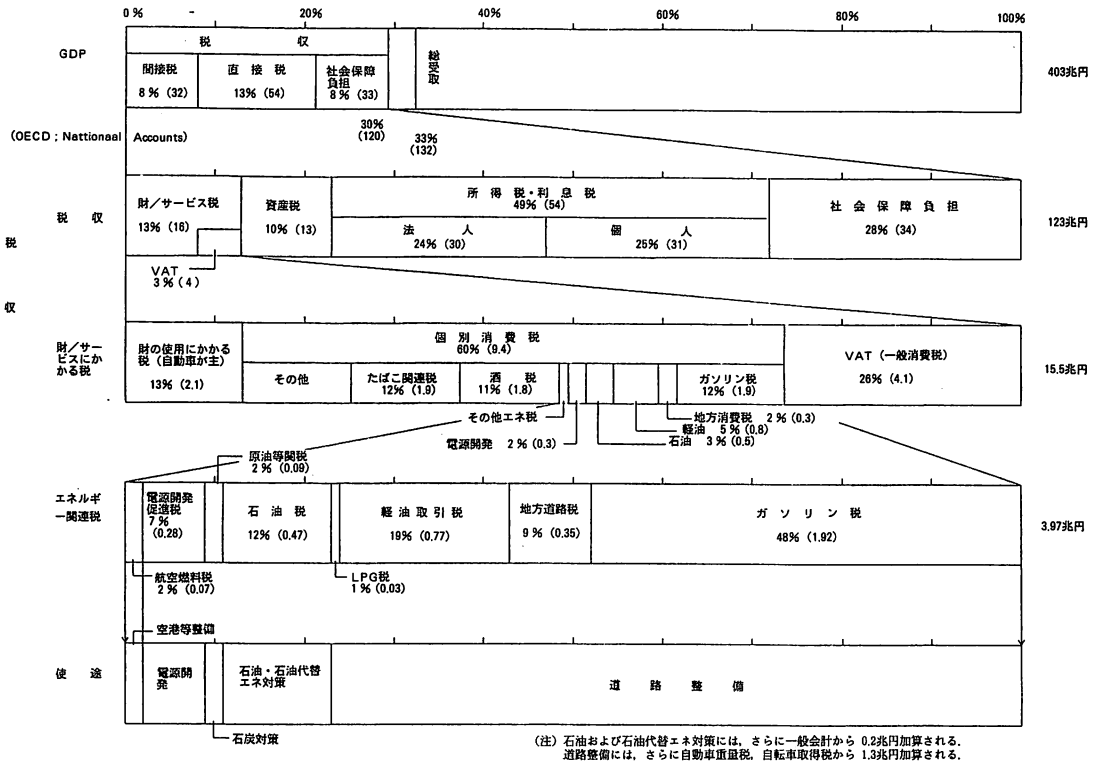 0 % 20% 40% 60% 80% 100%
GDP
税 収
間接税
8 % (32)
直 接 税
13% (54)
社会保障
負担
8 % (33)
総受取
403兆円
30%
(120)
33%
(132)
(OECD ; Nattionaal Accounts)
税 収
税 収
財／サービス税
13% (16)
資産税
10% (13)
所 得 税・利 息 税
49% (54)
法 人
24% (30)
個 人
25% (31)
社 会 保 障 負 担
28% (34)
123兆円
VAT
3 % ( 4 )
財／サー
ビスにか
かる税
財の使用にかかる
税（自動車が主）
13% (2.1)
個 別 消 費 税
60% (9.4)
その他
たばこ関連税
12% (1.9)
酒 税
11% (1.8)
ガソリン税
12% (1.9)
VAT（一般消費税）
26% (4.1)
15.5兆円
その他エネ税
電源開発 2 % (0.3)
地方消費税 2 % (0.3)
軽油 5 % (0.8)
石油 3 % (0.5)
原油等関税
2 % (0.09)
エネルギ
ー関連税
電源開発
促進税
7 %
(0.28)
石 油 税
12% (0.47)
軽 油 取 引 税
19% (0.77)
地方道路税
9 % (0.35)
ガ ソ リ ン 税
48% (1.92)
3.97兆円
航空燃料税
2 % (0.07)
LPG税
1 % (0.03)
空港等整備
使 途
電源開
発
石油・石油代替
エネ対策
道 路 整 備
石炭対策
（注）石油および石油代替エネ対策には，さらに一般会計から 0.2兆円加算される．
道路整備には，さらに自動車重量税，自転車取得税から 1.3兆円加算される．